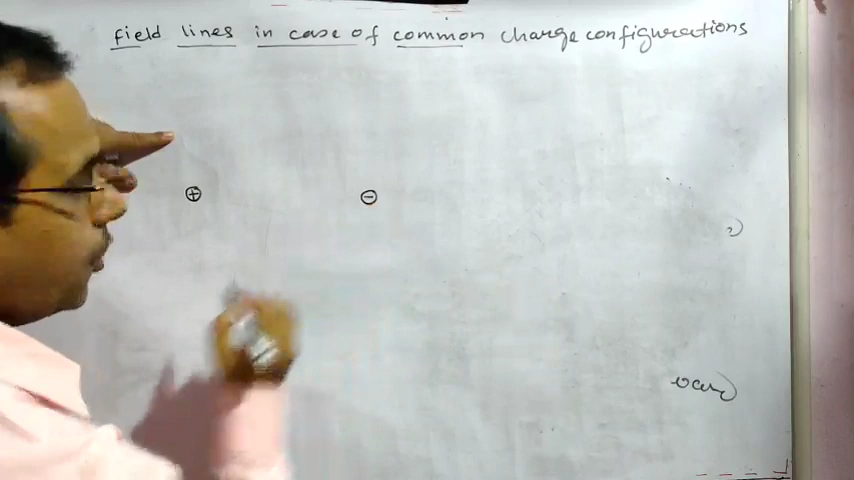 field lines in case of common charge configurations
+ -